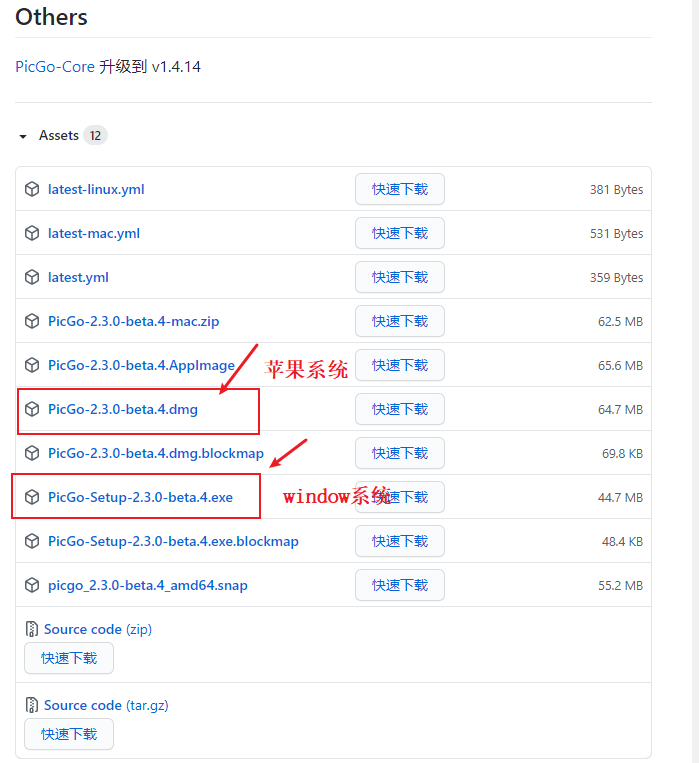 Others
PicGo-Core 升级到 v1.4.14
Assets 12
latest-linux.yml 快速下载 381 Bytes
latest-mac.yml 快速下载 531 Bytes
latest.yml 快速下载 359 Bytes
PicGo-2.3.0-beta.4-mac.zip 快速下载 62.5 MB
PicGo-2.3.0-beta.4.AppImage 快速下载 65.6 MB
苹果系统
PicGo-2.3.0-beta.4.dmg 快速下载 64.7 MB
PicGo-2.3.0-beta.4.dmg.blockmap 快速下载 69.8 KB
PicGo-Setup-2.3.0-beta.4.exe 快速下载 44.7 MB
window系统
PicGo-Setup-2.3.0-beta.4.exe.blockmap 快速下载 48.4 KB
picgo_2.3.0-beta.4_amd64.snap 快速下载 55.2 MB
Source code (zip)
快速下载
Source code (tar.gz)
快速下载